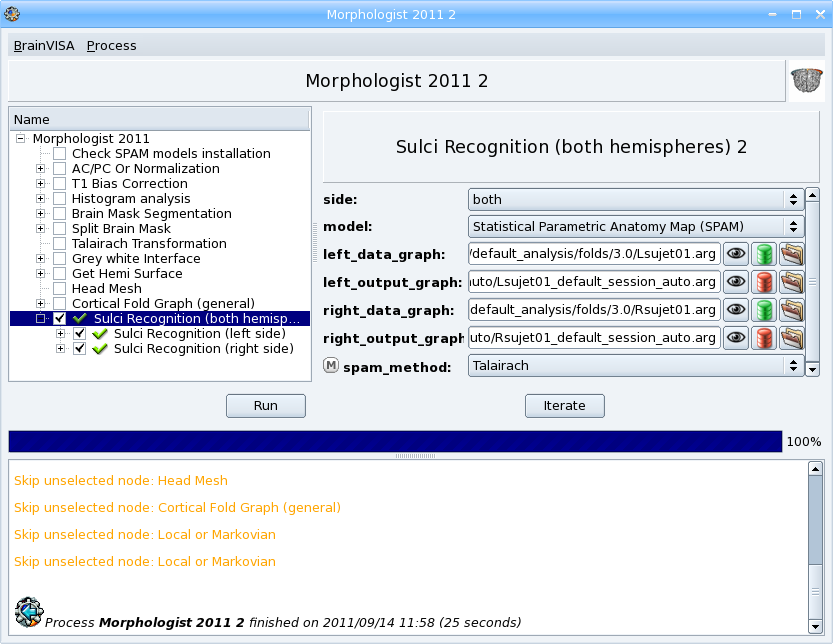 Morphologist 2011 2
BrainVISA Process
Morphologist 2011 2
Name
Morphologist 2011
Check SPAM models installation
AC/PC Or Normalization
T1 Bias Correction
Histogram analysis
Brain Mask Segmentation
Split Brain Mask
Talairach Transformation
Grey white Interface
Get Hemi Surface
Head Mesh
Cortical Fold Graph (general)
Sulci Recognition (both hemisp...
Sulci Recognition (left side)
Sulci Recognition (right side)
Sulci Recognition (both hemispheres) 2
side: both
model: Statistical Parametric Anatomy Map (SPAM)
left_data_graph: /default_analysis/folds/3.0/Lsujet01.arg
left_output_graph: auto/Lsujet01_default_session_auto.arg
right_data_graph: default_analysis/folds/3.0/Rsujet01.arg
right_output_graph uto/Rsujet01_default_session_auto.arg
M spam_method: Talairach
Run Iterate
100%
Skip unselected node: Head Mesh
Skip unselected node: Cortical Fold Graph (general)
Skip unselected node: Local or Markovian
Skip unselected node: Local or Markovian
Process Morphologist 2011 2 finished on 2011/09/14 11:58 (25 seconds)